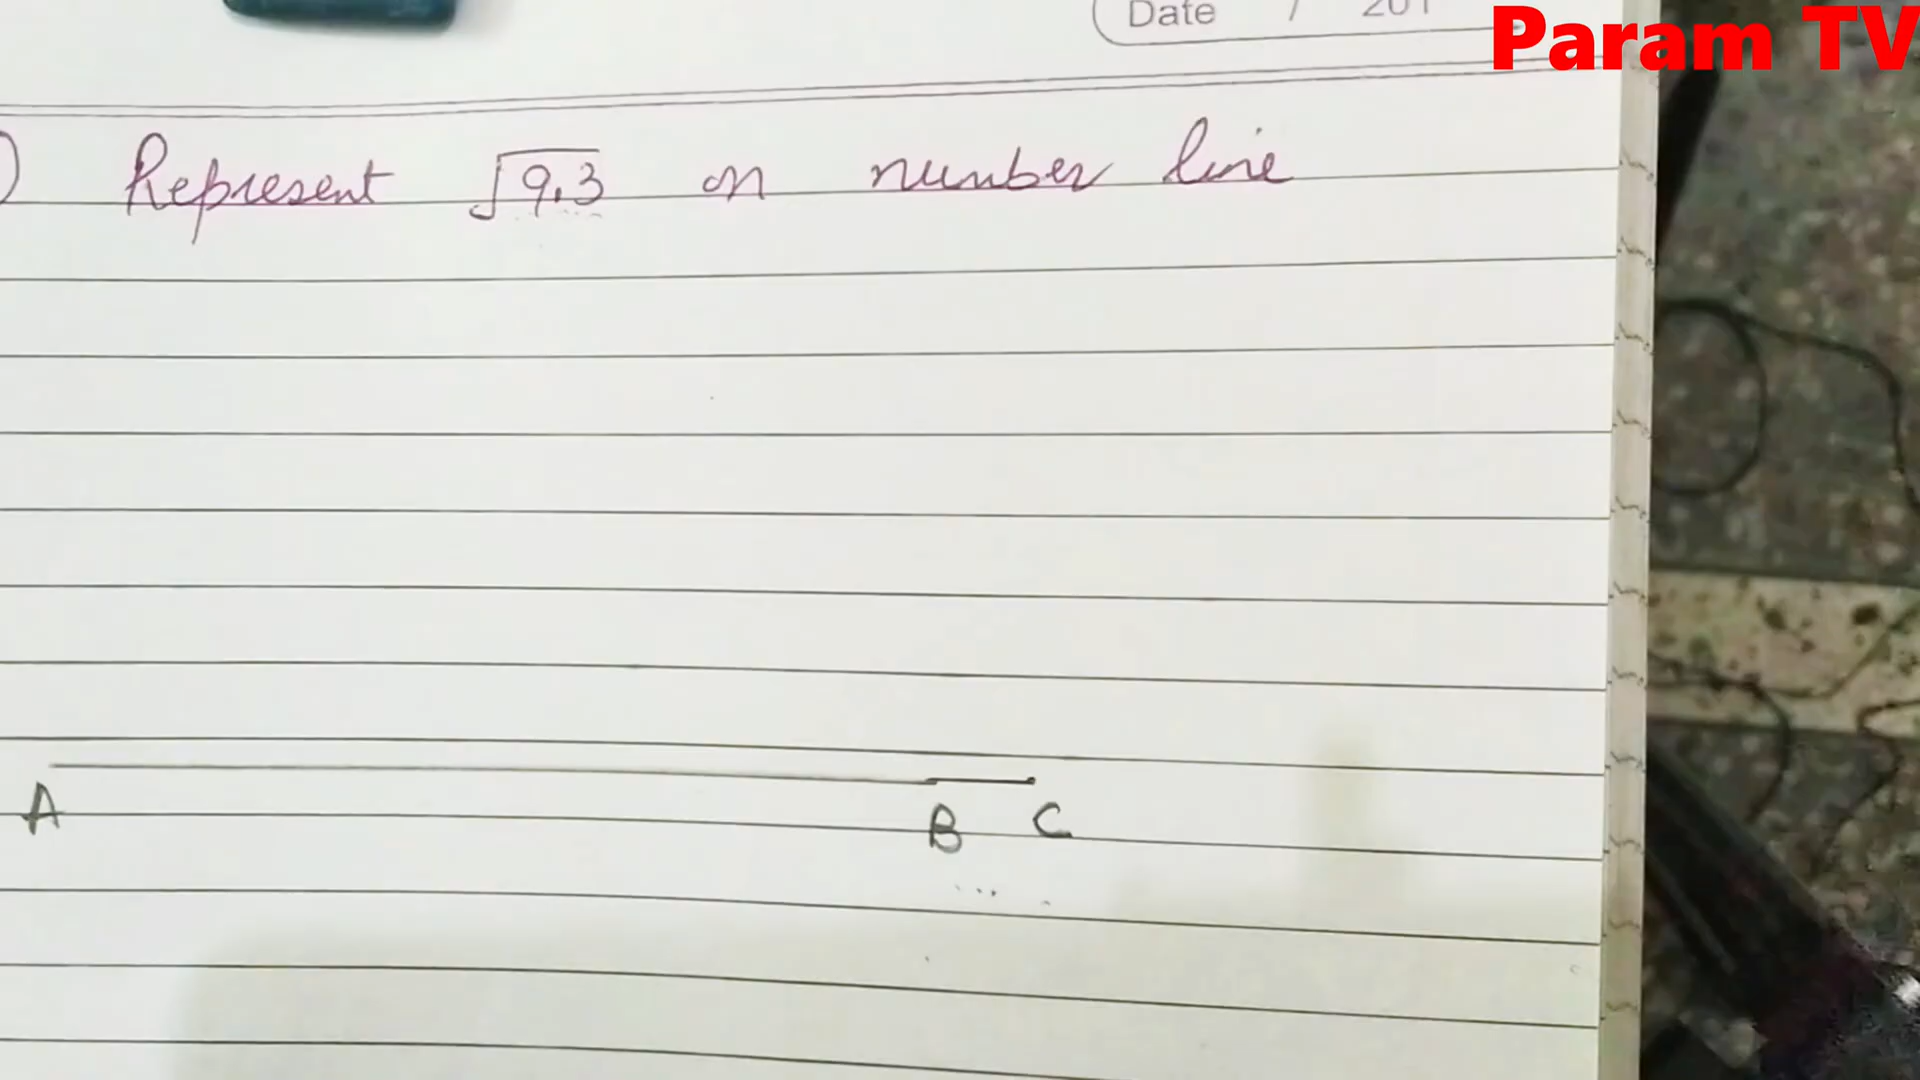 Date / 201
Param TV
Represent √9.3 on number line
A B C